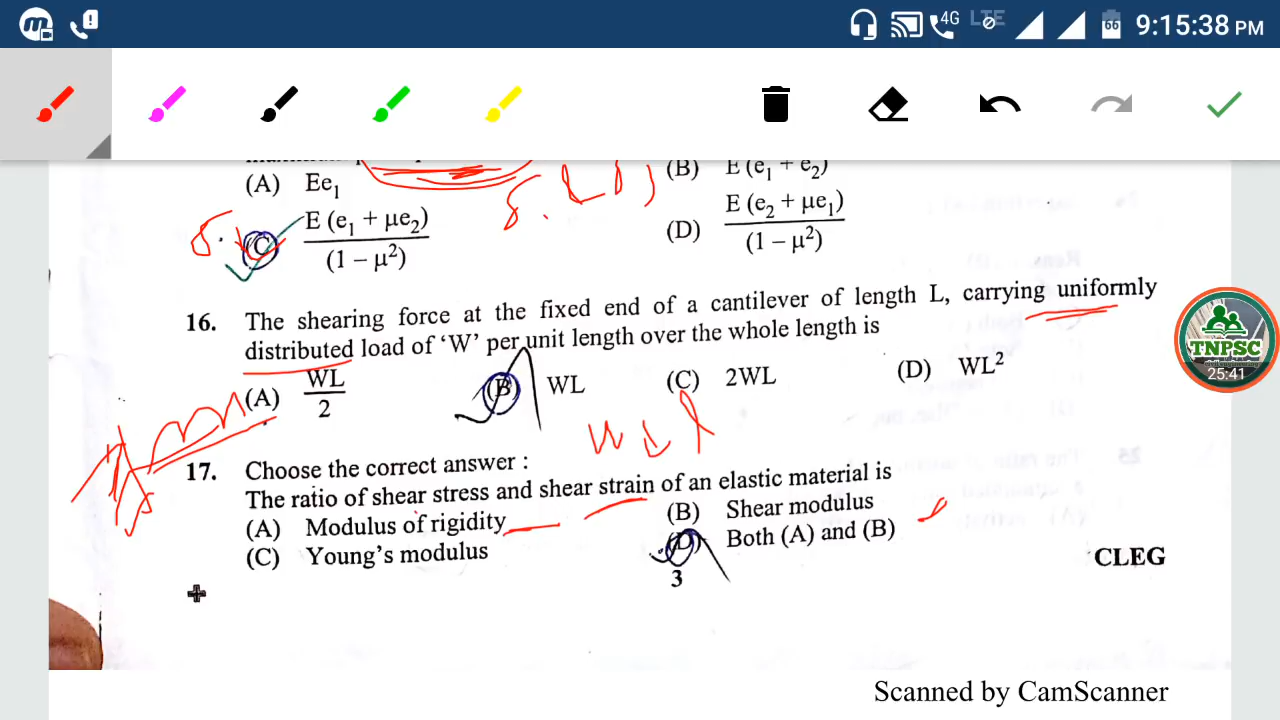 4G LTE 66 9:15:38 PM
(A) Ee₁ (B) E (e₁ + e₂)
(C) E (e₁ + μe₂) / (1 – μ²) (D) E (e₂ + μe₁) / (1 – μ²)
16. The shearing force at the fixed end of a cantilever of length L, carrying uniformly
distributed load of ‘W’ per unit length over the whole length is
(A) WL / 2 (B) WL (C) 2WL (D) WL²
17. Choose the correct answer :
The ratio of shear stress and shear strain of an elastic material is
(A) Modulus of rigidity (B) Shear modulus
(C) Young’s modulus (D) Both (A) and (B)
3 CLEG
TNPSC
25:41
Scanned by CamScanner